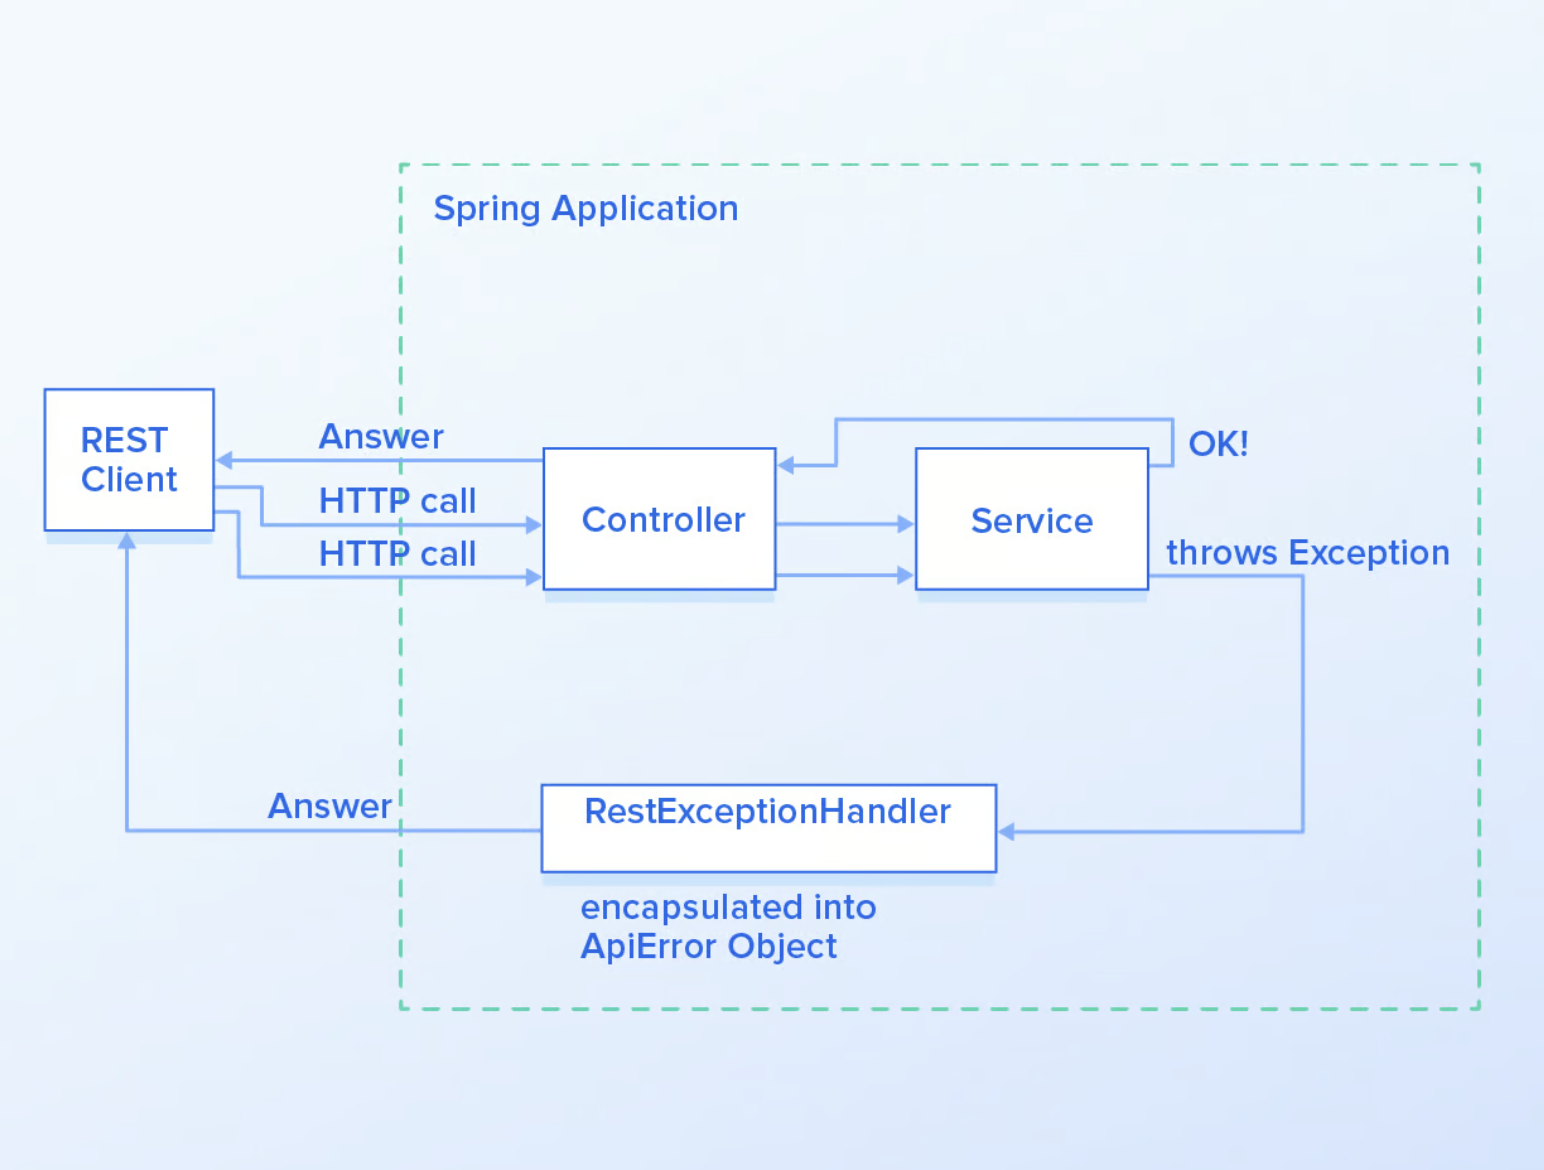 Spring Application
REST
Client
Answer
HTTP call
HTTP call
Controller
Service
OK!
throws Exception
Answer
RestExceptionHandler
encapsulated into
ApiError Object